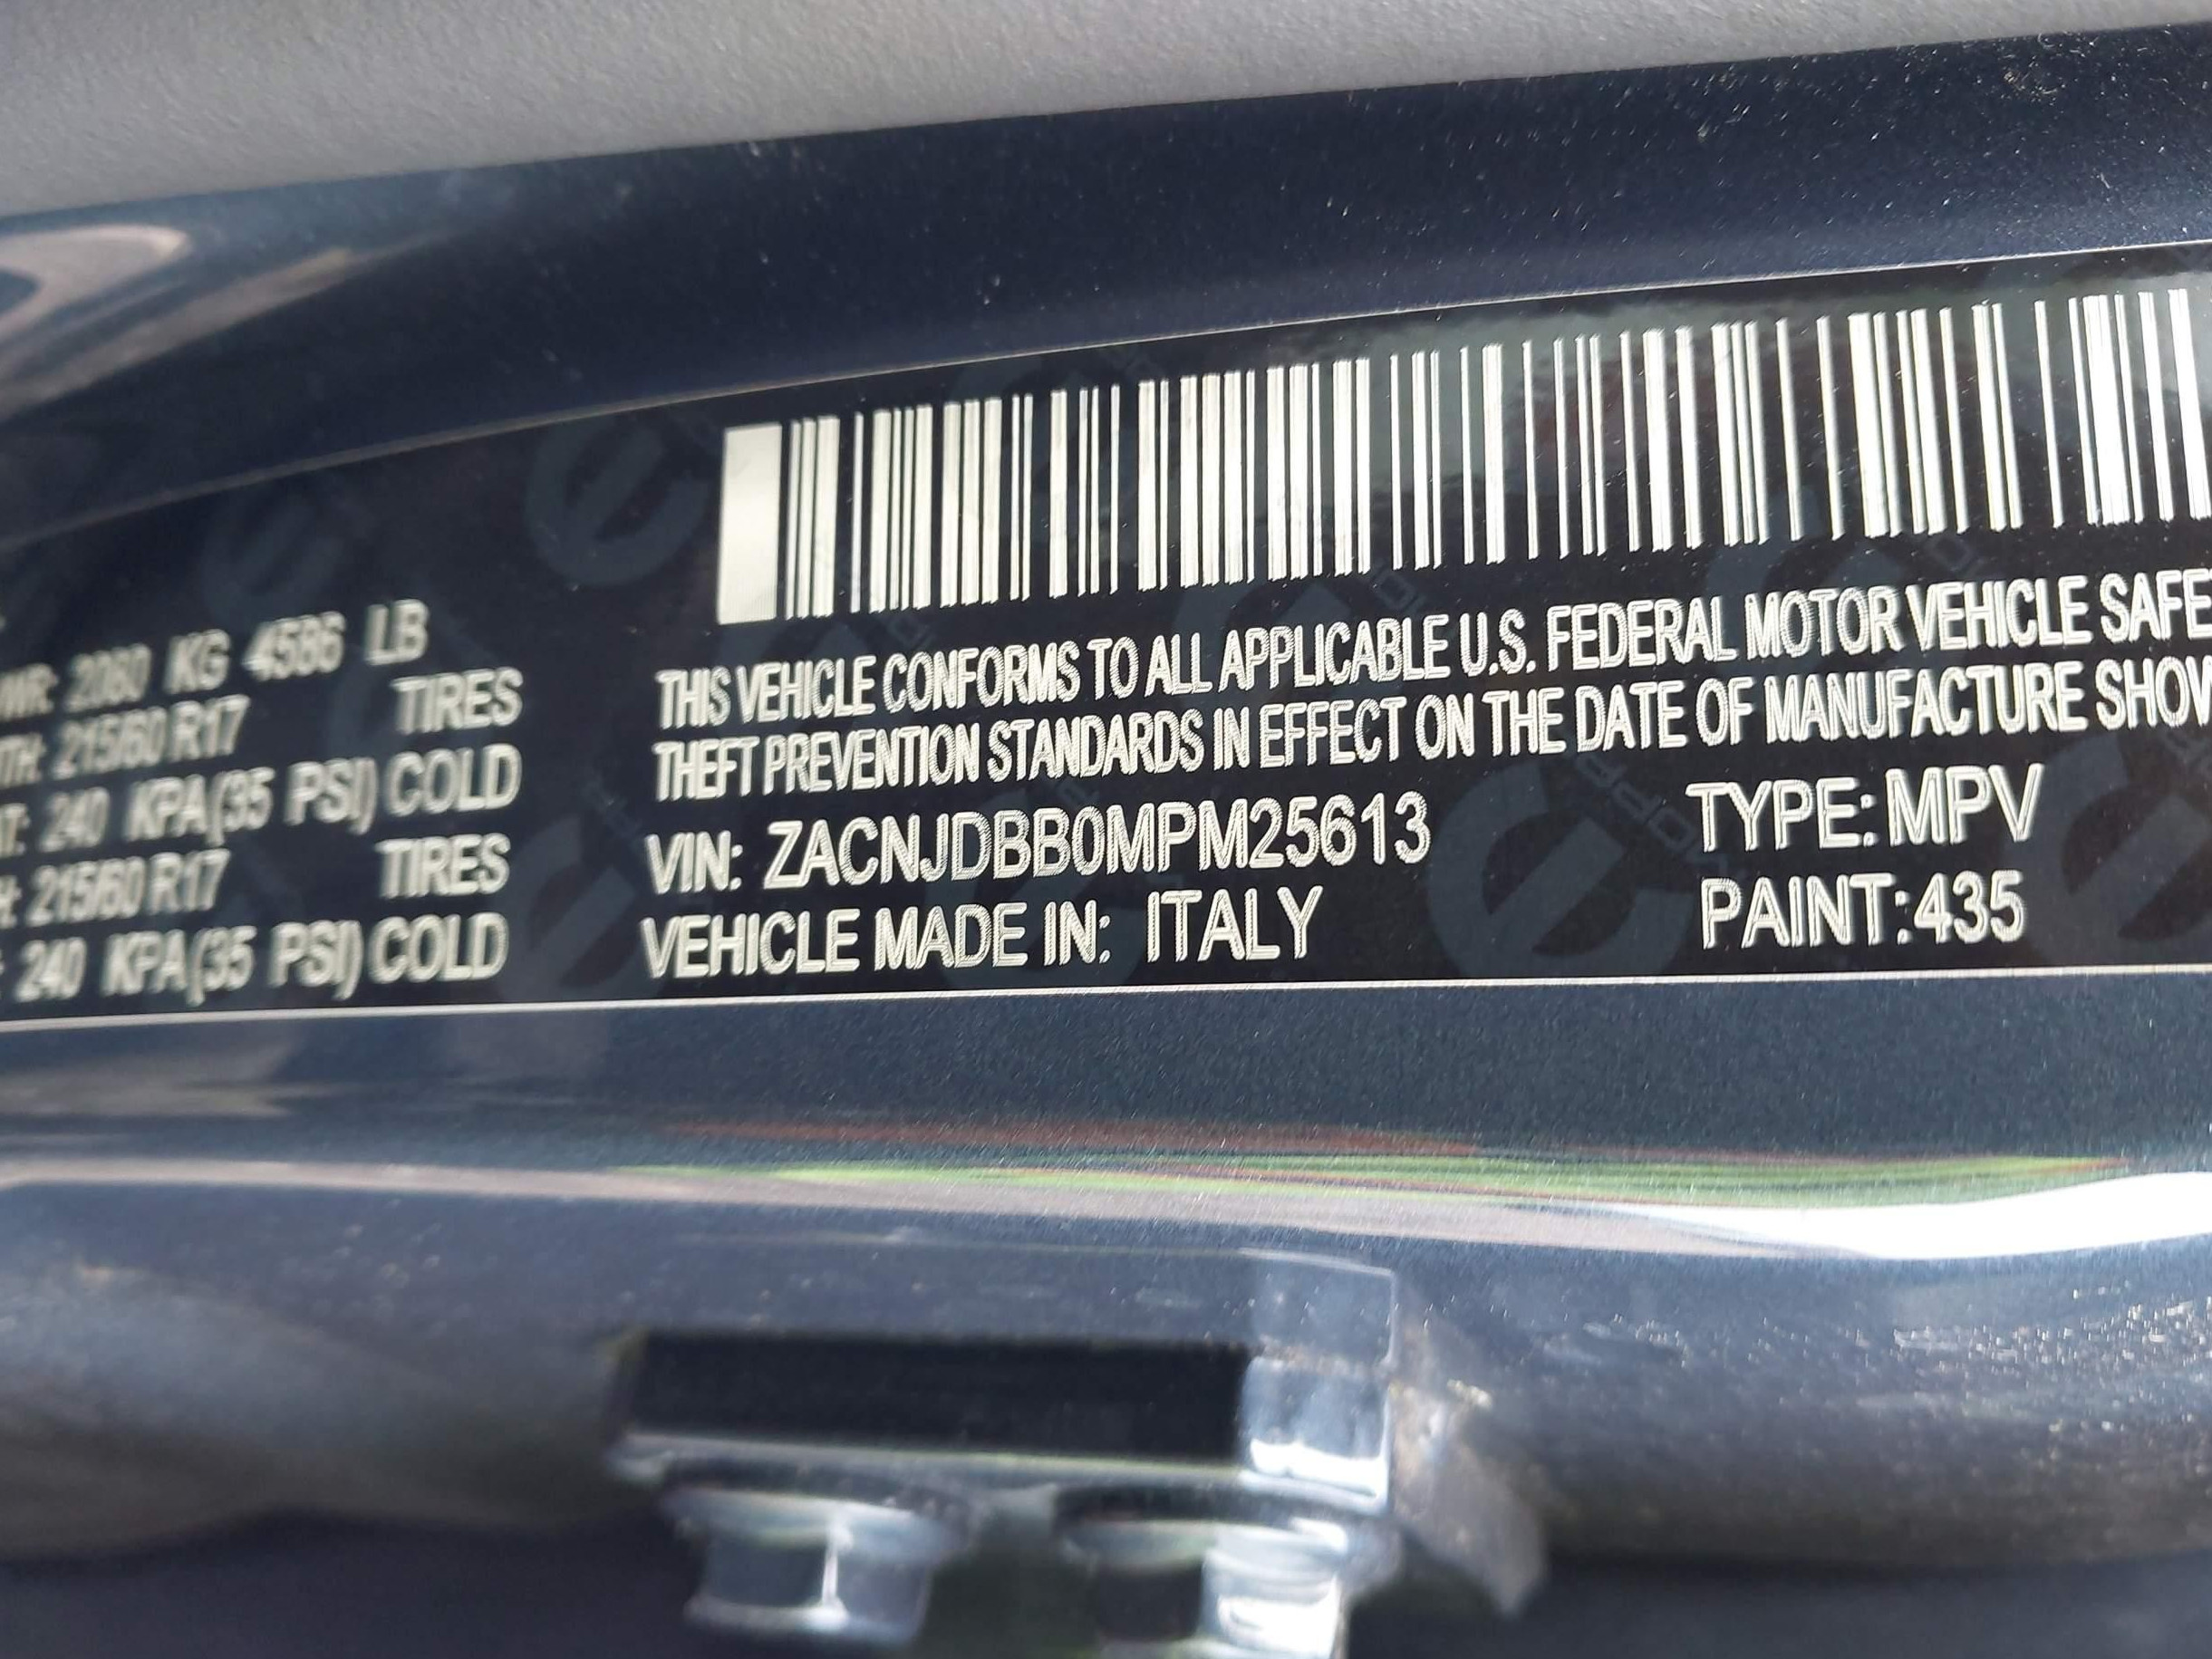 2060 KG 4586 LB
215/60 R17 TIRES
240 KPA(35 PSI) COLD
215/60 R17 TIRES
240 KPA(35 PSI) COLD
THIS VEHICLE CONFORMS TO ALL APPLICABLE U.S. FEDERAL MOTOR VEHICLE SAFE
THEFT PREVENTION STANDARDS IN EFFECT ON THE DATE OF MANUFACTURE SHOW
VIN: ZACNJDBB0MPM25613 TYPE: MPV
VEHICLE MADE IN: ITALY PAINT:435